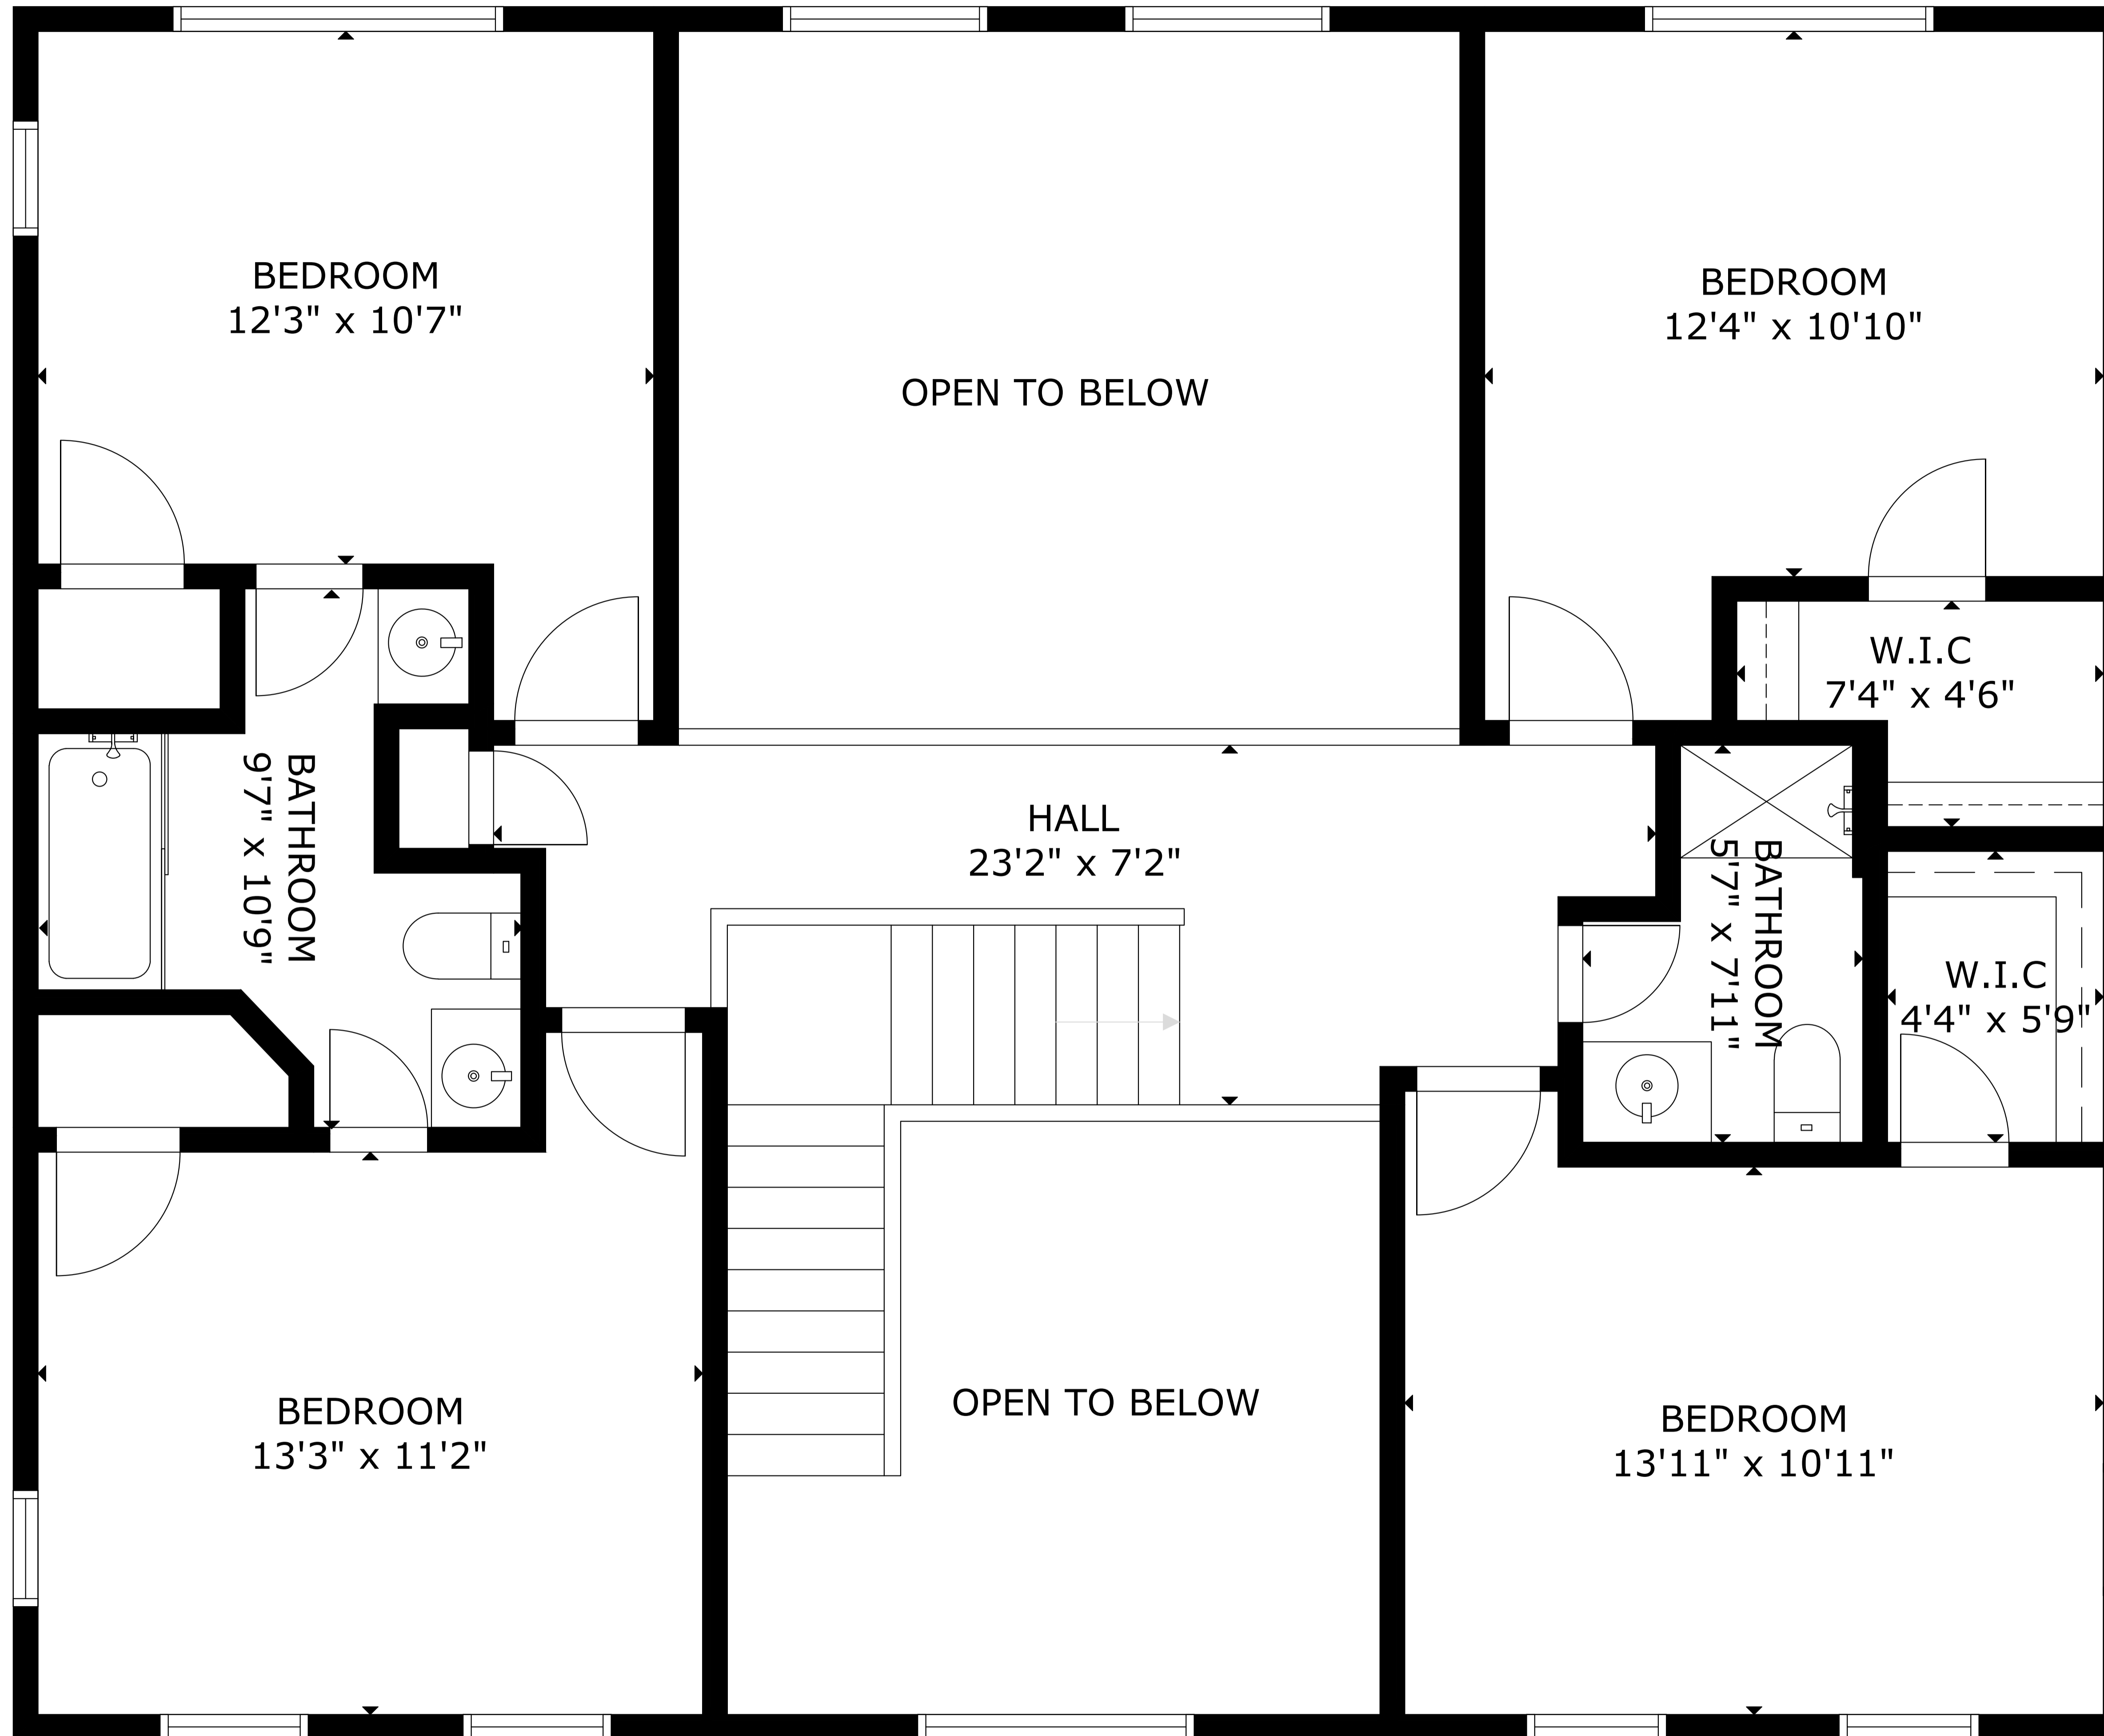 BEDROOM
12'3" x 10'7"
OPEN TO BELOW
BEDROOM
12'4" x 10'10"
W.I.C
7'4" x 4'6"
BATHROOM
9'7" x 10'9"
HALL
23'2" x 7'2"
BATHROOM
5'7" x 7'11"
W.I.C
4'4" x 5'9"
BEDROOM
13'3" x 11'2"
OPEN TO BELOW
BEDROOM
13'11" x 10'11"